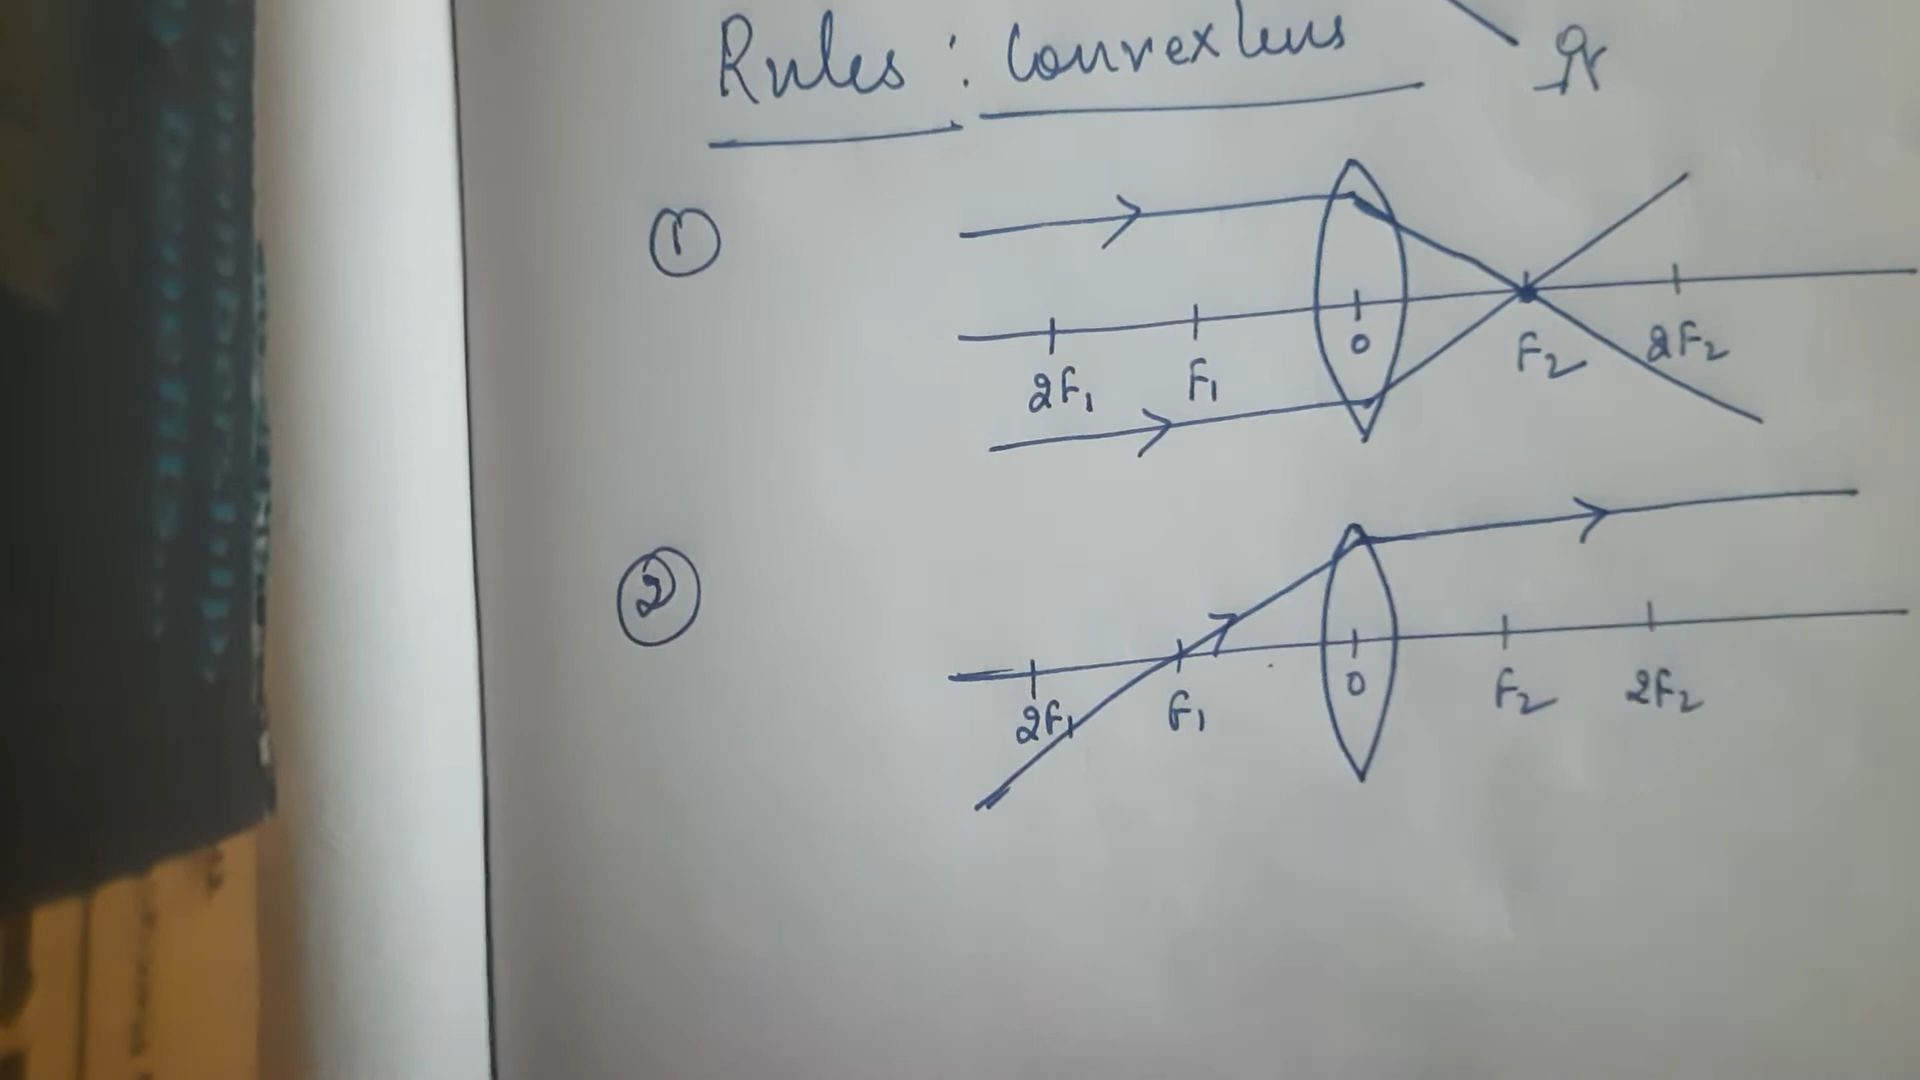 Rules : Convex lens
1
2F₁ F₁ O F₂ 2F₂
2
2F₁ F₁ O F₂ 2F₂